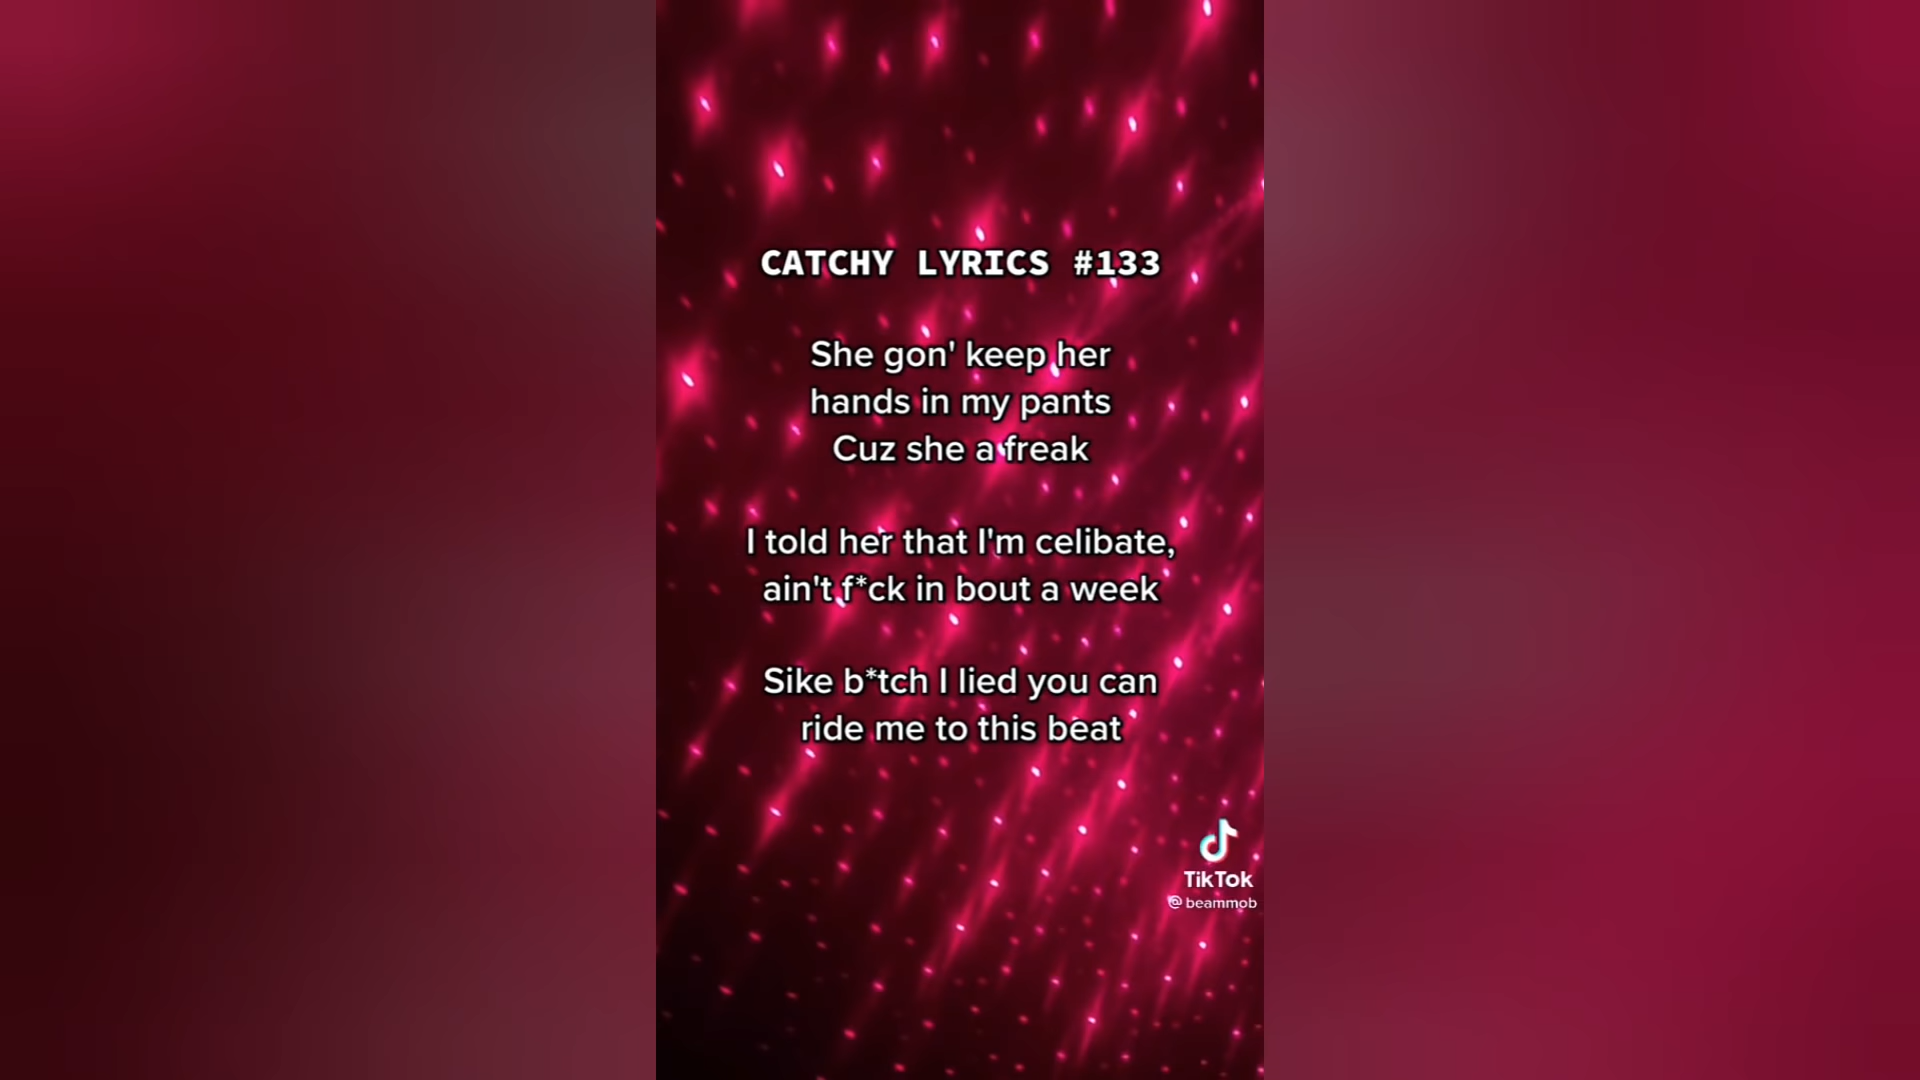 CATCHY LYRICS #133
She gon' keep her
hands in my pants
Cuz she a freak
I told her that I'm celibate,
ain't f*ck in bout a week
Sike b*tch I lied you can
ride me to this beat
TikTok
@beammob